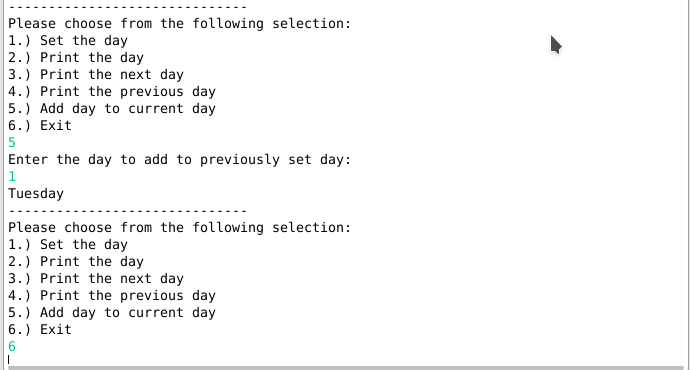 ------------------------------
Please choose from the following selection:
1.) Set the day
2.) Print the day
3.) Print the next day
4.) Print the previous day
5.) Add day to current day
6.) Exit
5
Enter the day to add to previously set day:
1
Tuesday
------------------------------
Please choose from the following selection:
1.) Set the day
2.) Print the day
3.) Print the next day
4.) Print the previous day
5.) Add day to current day
6.) Exit
6